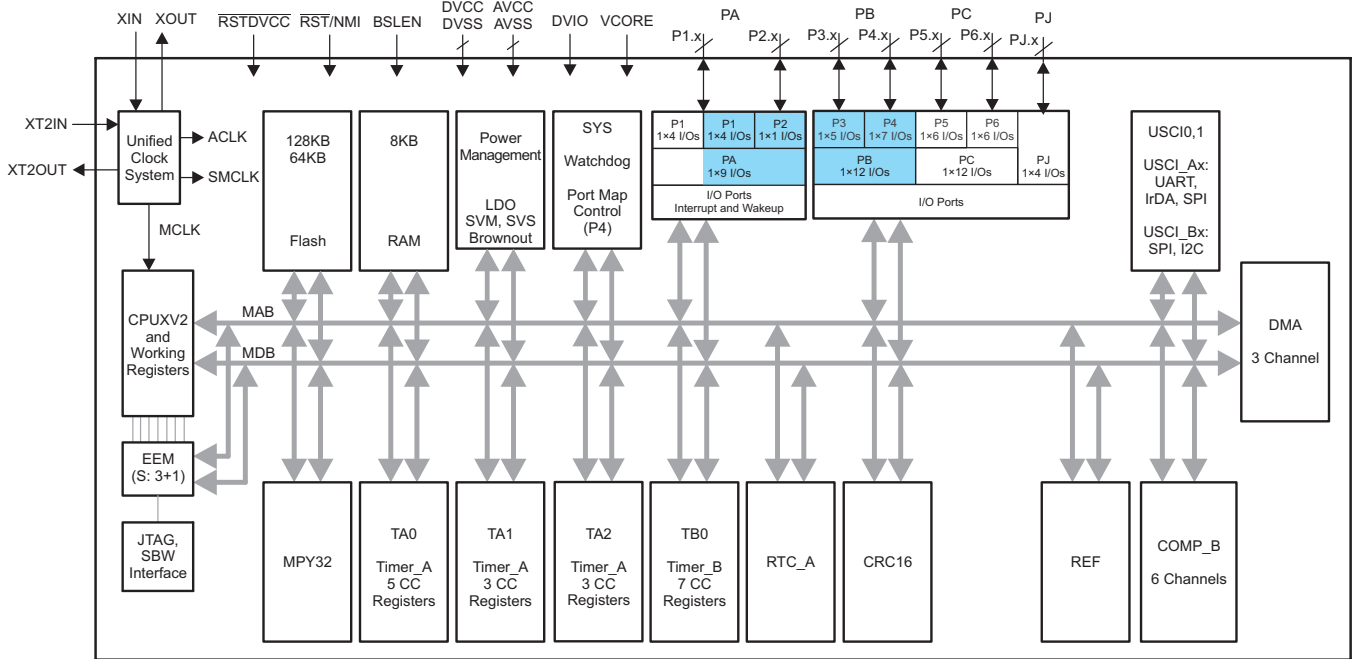 XIN XOUT
RSTDVCC RST/NMI BSLEN
DVCC
DVSS
AVCC
AVSS
DVIO VCORE
PA
P1.x P2.x
PB
P3.x P4.x
PC
P5.x P6.x
PJ
PJ.x
XT2IN
XT2OUT
Unified
Clock
System
ACLK
SMCLK
MCLK
128KB
64KB
Flash
8KB
RAM
Power
Management
LDO
SVM, SVS
Brownout
SYS
Watchdog
Port Map
Control
(P4)
P1
1×4 I/Os
P1
1×4 I/Os
P2
1×1 I/Os
PA
1×9 I/Os
I/O Ports
Interrupt and Wakeup
P3
1×5 I/Os
P4
1×7 I/Os
P5
1×6 I/Os
P6
1×6 I/Os
PB
1×12 I/Os
PC
1×12 I/Os
PJ
1×4 I/Os
I/O Ports
USCI0,1
USCI_Ax:
UART,
IrDA, SPI
USCI_Bx:
SPI, I2C
CPUXV2
and
Working
Registers
MAB
MDB
DMA
3 Channel
EEM
(S: 3+1)
JTAG,
SBW
Interface
MPY32
TA0
Timer_A
5 CC
Registers
TA1
Timer_A
3 CC
Registers
TA2
Timer_A
3 CC
Registers
TB0
Timer_B
7 CC
Registers
RTC_A
CRC16
REF
COMP_B
6 Channels